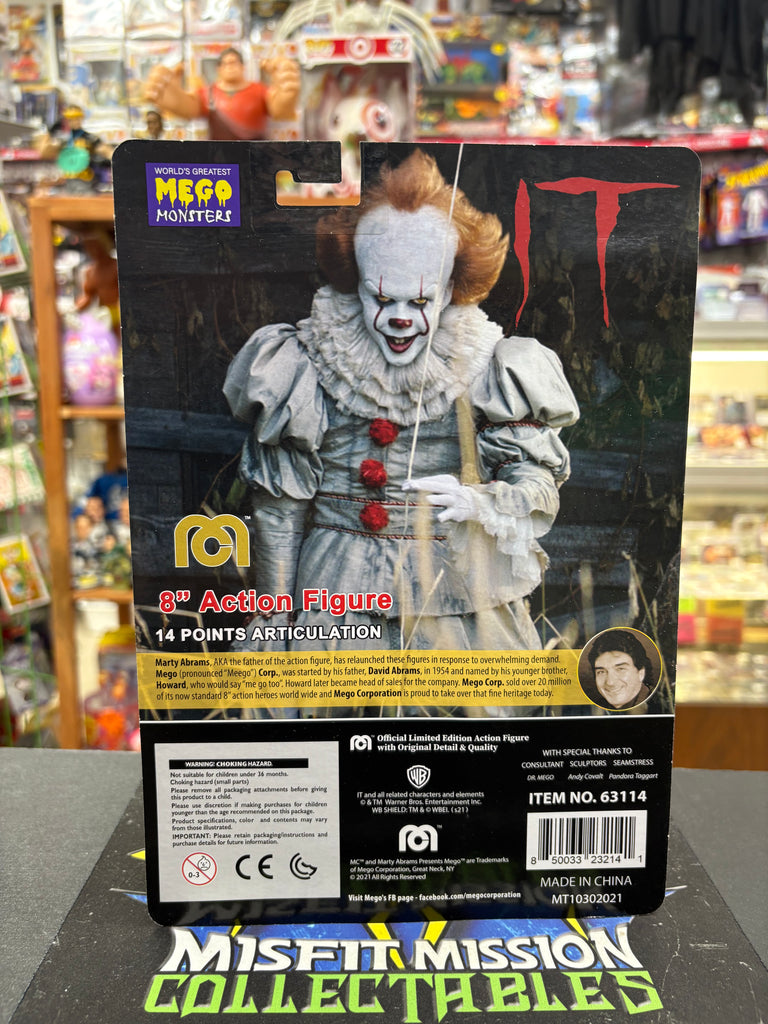 WORLD'S GREATEST
MEGO
MONSTERS
IT
TM
8” Action Figure
14 POINTS ARTICULATION
Marty Abrams, AKA the father of the action figure, has relaunched these figures in response to overwhelming demand.
Mego (pronounced “Meego”) Corp., was started by his father, David Abrams, in 1954 and named by his younger brother,
Howard, who would say “me go too”. Howard later became head of sales for the company. Mego Corp. sold over 20 million
of its now standard 8” action heroes world wide and Mego Corporation is proud to take over that fine heritage today.
WARNING! CHOKING HAZARD.
Not suitable for children under 36 months.
Choking hazard (small parts)
Please remove all packaging attachments before giving
this product to a child.
Please use discretion if making purchases for children
younger than the age recommended on this package.
Product specifications, color and contents may vary
from those illustrated.
IMPORTANT: Please retain packaging/instructions and
purchase details for future information.
0-3
CE
Official Limited Edition Action Figure
with Original Detail & Quality
WB
IT and all related characters and elements
© & TM Warner Bros. Entertainment Inc.
WB SHIELD: TM & © WBEI. (s21)
TM
MC™ and Marty Abrams Presents Mego™ are Trademarks
of Mego Corporation, Great Neck, NY
© 2021 All Rights Reserved
Visit Mego's FB page - facebook.com/megocorporation
WITH SPECIAL THANKS TO
CONSULTANT SCULPTORS SEAMSTRESS
DR. MEGO Andy Covalt Pandora Taggart
ITEM NO. 63114
8 50033 23214 1
MADE IN CHINA
MT10302021
MISFIT MISSION
COLLECTABLES